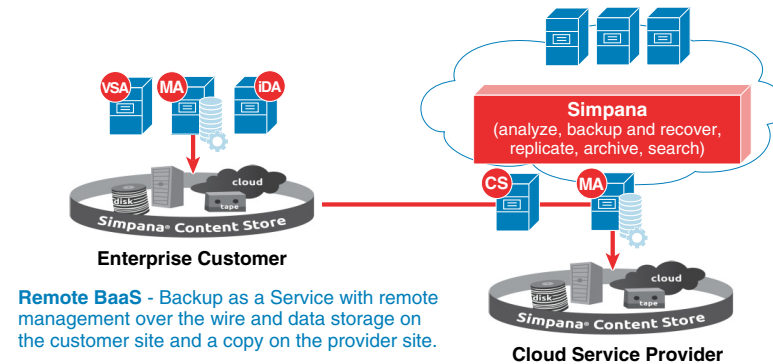 VSA
MA
iDA
disk
cloud
tape
Simpana® Content Store
Enterprise Customer
Remote BaaS - Backup as a Service with remote
management over the wire and data storage on
the customer site and a copy on the provider site.
Simpana
(analyze, backup and recover,
replicate, archive, search)
CS
MA
disk
cloud
tape
Simpana® Content Store
Cloud Service Provider